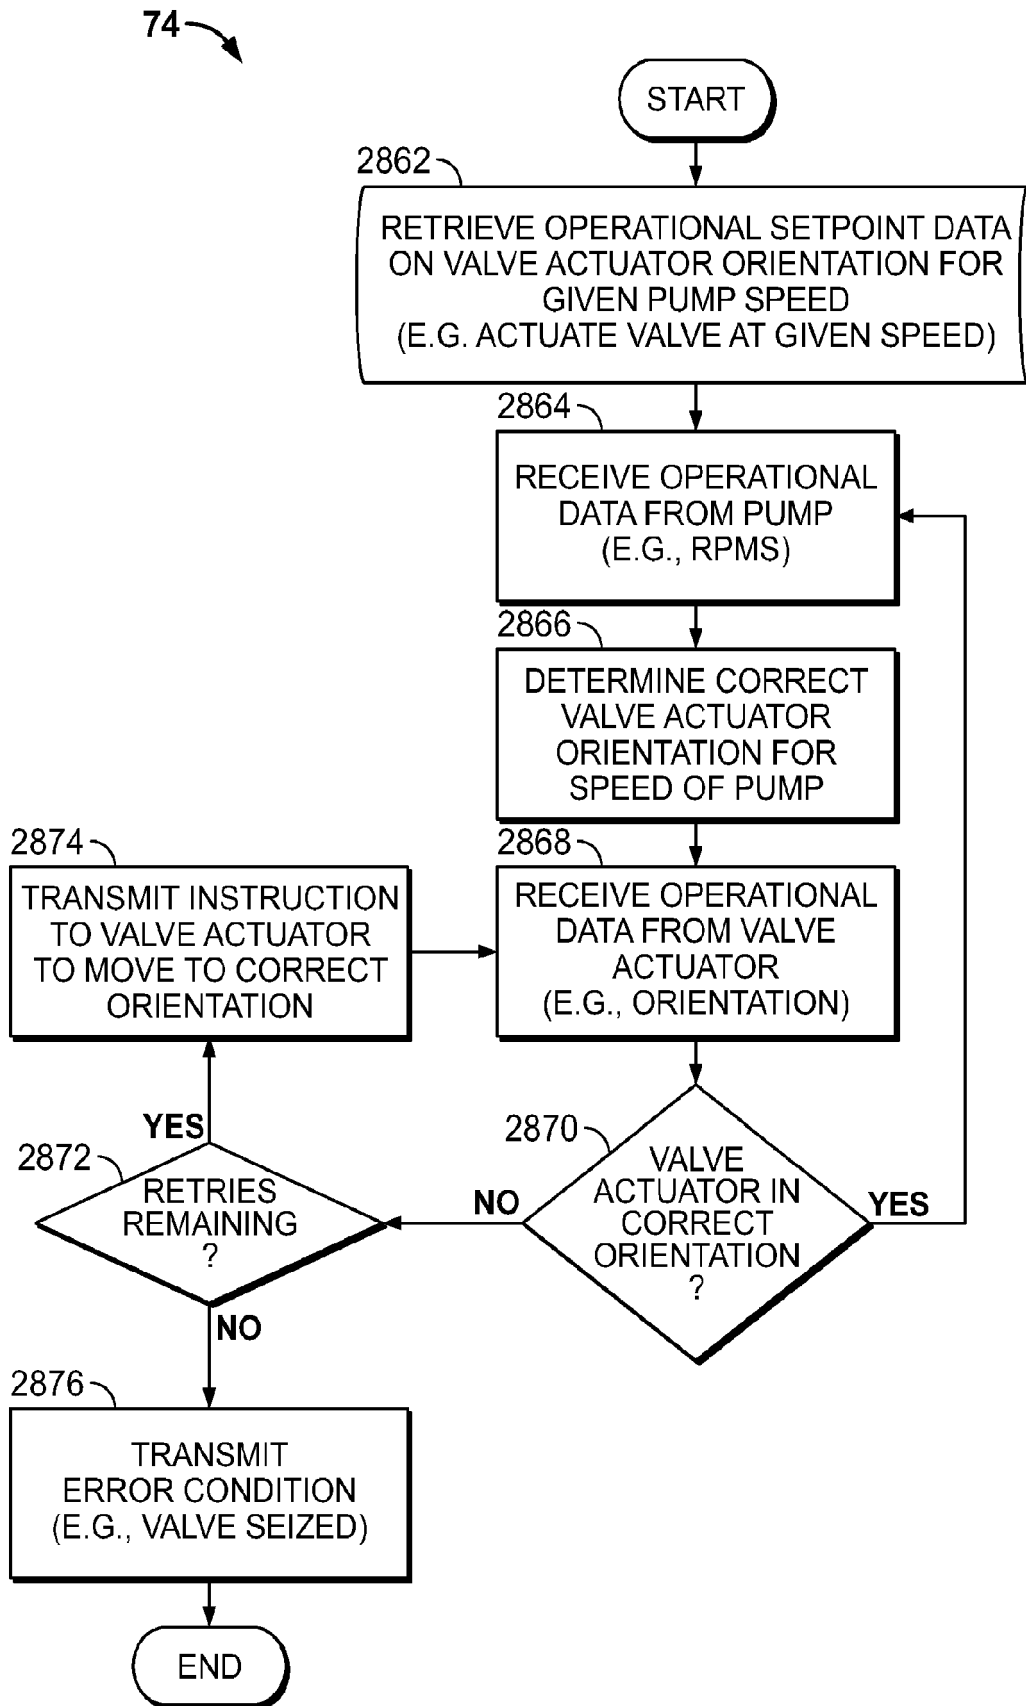 74
START
2862
RETRIEVE OPERATIONAL SETPOINT DATA
ON VALVE ACTUATOR ORIENTATION FOR
GIVEN PUMP SPEED
(E.G. ACTUATE VALVE AT GIVEN SPEED)
2864
RECEIVE OPERATIONAL
DATA FROM PUMP
(E.G., RPMS)
2866
DETERMINE CORRECT
VALVE ACTUATOR
ORIENTATION FOR
SPEED OF PUMP
2874
TRANSMIT INSTRUCTION
TO VALVE ACTUATOR
TO MOVE TO CORRECT
ORIENTATION
2868
RECEIVE OPERATIONAL
DATA FROM VALVE
ACTUATOR
(E.G., ORIENTATION)
2870
VALVE
ACTUATOR IN
CORRECT
ORIENTATION
?
YES
NO
2872
RETRIES
REMAINING
?
YES
NO
2876
TRANSMIT
ERROR CONDITION
(E.G., VALVE SEIZED)
END